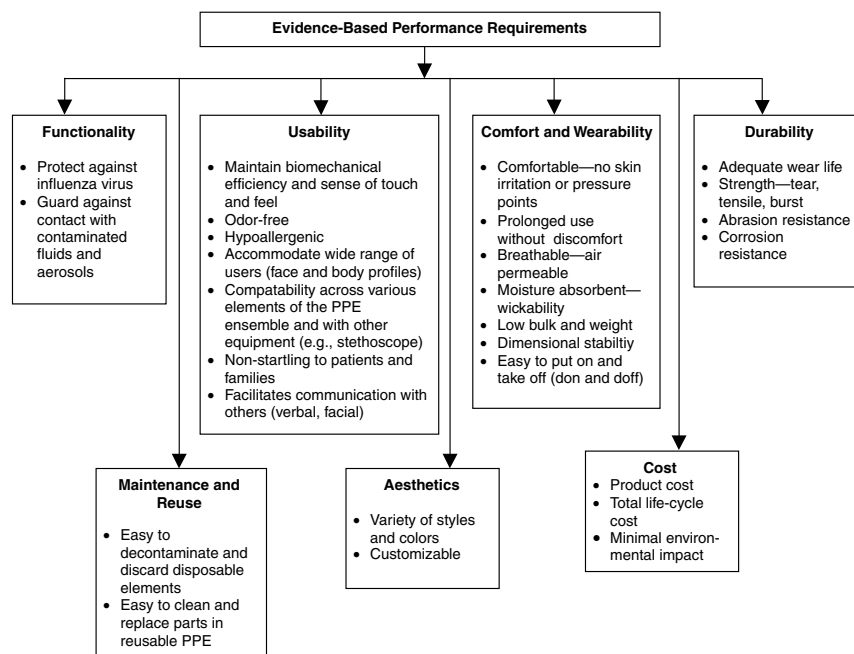 Evidence-Based Performance Requirements
Functionality
• Protect against
influenza virus
• Guard against
contact with
contaminated
fluids and
aerosols
Usability
• Maintain biomechanical
efficiency and sense of touch
and feel
• Odor-free
• Hypoallergenic
• Accommodate wide range of
users (face and body profiles)
• Compatability across various
elements of the PPE
ensemble and with other
equipment (e.g., stethoscope)
• Non-startling to patients and
families
• Facilitates communication with
others (verbal, facial)
Comfort and Wearability
• Comfortable—no skin
irritation or pressure
points
• Prolonged use
without discomfort
• Breathable—air
permeable
• Moisture absorbent—
wickability
• Low bulk and weight
• Dimensional stabiltiy
• Easy to put on and
take off (don and doff)
Durability
• Adequate wear life
• Strength—tear,
tensile, burst
• Abrasion resistance
• Corrosion
resistance
Maintenance and
Reuse
• Easy to
decontaminate and
discard disposable
elements
• Easy to clean and
replace parts in
reusable PPE
Aesthetics
• Variety of styles
and colors
• Customizable
Cost
• Product cost
• Total life-cycle
cost
• Minimal environ-
mental impact